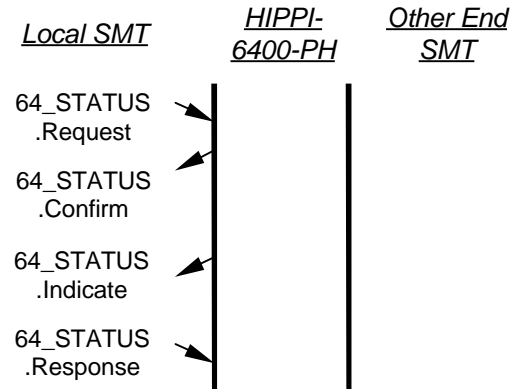 Local SMT
HIPPI-
6400-PH
Other End
SMT
64_STATUS
.Request
64_STATUS
.Confirm
64_STATUS
.Indicate
64_STATUS
.Response